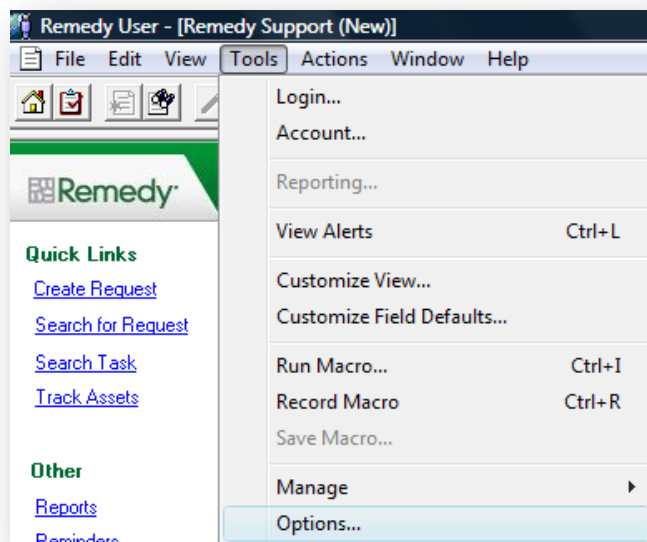 Remedy User - [Remedy Support (New)]
File Edit View Tools Actions Window Help
Login...
Account...
Reporting...
View Alerts Ctrl+L
Customize View...
Customize Field Defaults...
Run Macro... Ctrl+I
Record Macro Ctrl+R
Save Macro...
Manage
Options...
Remedy
Quick Links
Create Request
Search for Request
Search Task
Track Assets
Other
Reports
Reminders